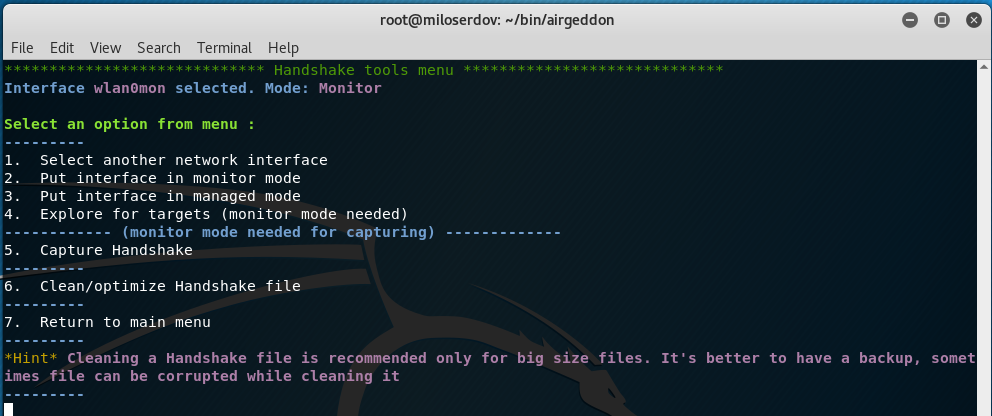 root@miloserdov: ~/bin/airgeddon
File Edit View Search Terminal Help
***************************** Handshake tools menu *****************************
Interface wlan0mon selected. Mode: Monitor
Select an option from menu :
---------
1.  Select another network interface
2.  Put interface in monitor mode
3.  Put interface in managed mode
4.  Explore for targets (monitor mode needed)
------------ (monitor mode needed for capturing) -------------
5.  Capture Handshake
---------
6.  Clean/optimize Handshake file
---------
7.  Return to main menu
---------
*Hint* Cleaning a Handshake file is recommended only for big size files. It's better to have a backup, somet
imes file can be corrupted while cleaning it
---------